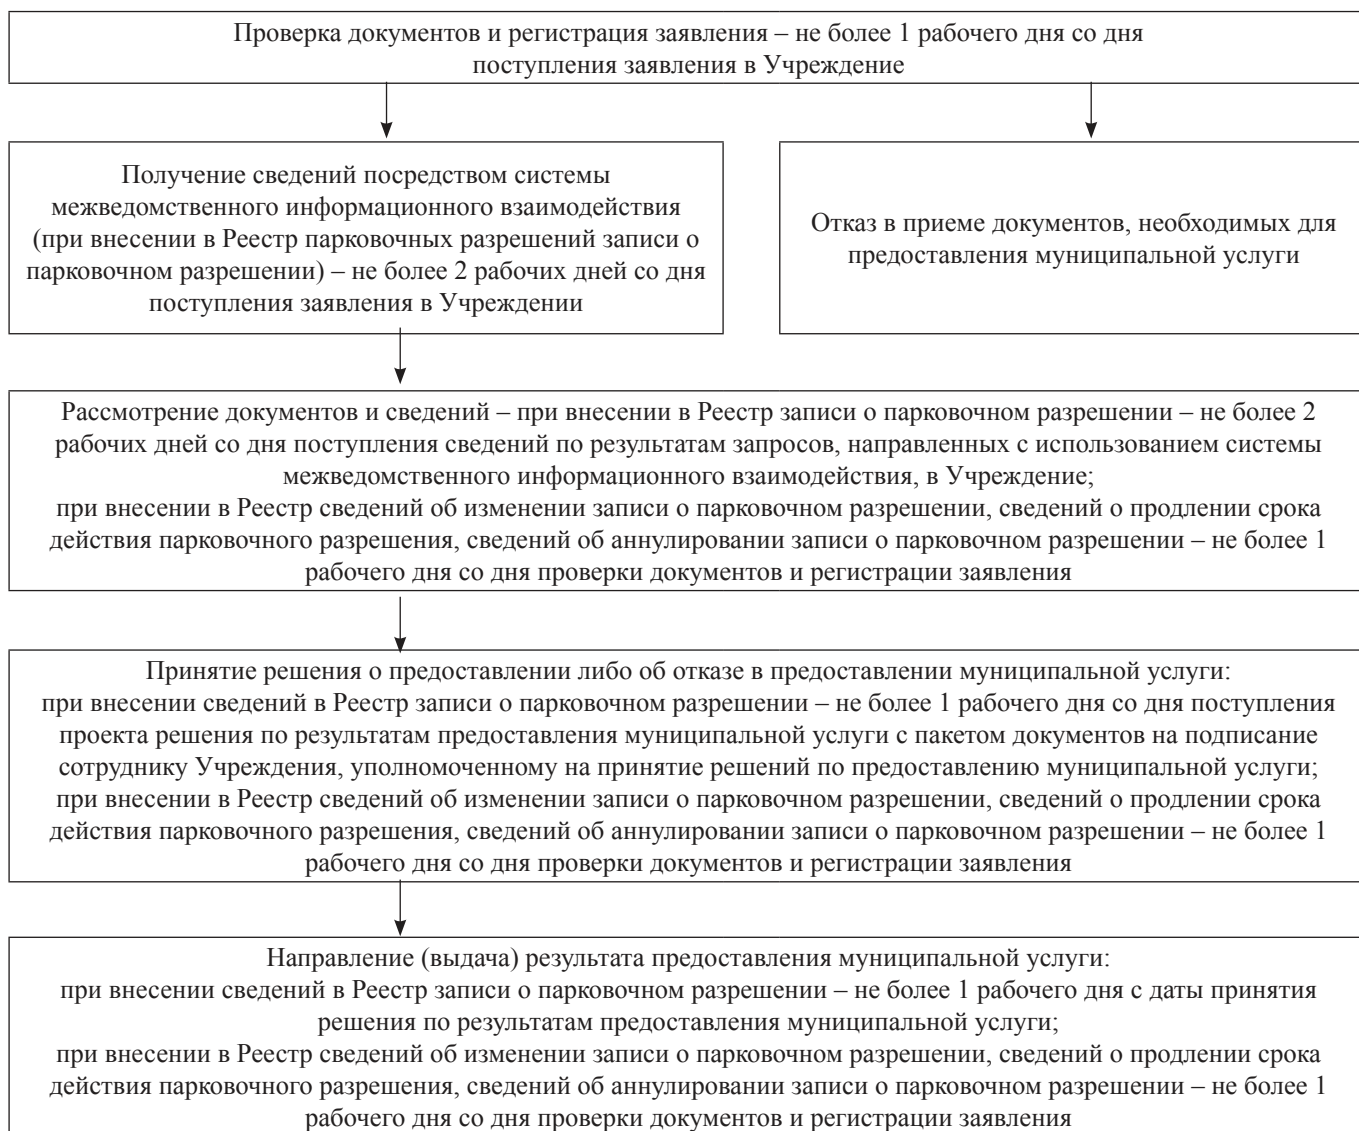 Проверка документов и регистрация заявления – не более 1 рабочего дня со дня
поступления заявления в Учреждение
Получение сведений посредством системы
межведомственного информационного взаимодействия
(при внесении в Реестр парковочных разрешений записи о
парковочном разрешении) – не более 2 рабочих дней со дня
поступления заявления в Учреждении
Отказ в приеме документов, необходимых для
предоставления муниципальной услуги
Рассмотрение документов и сведений – при внесении в Реестр записи о парковочном разрешении – не более 2
рабочих дней со дня поступления сведений по результатам запросов, направленных с использованием системы
межведомственного информационного взаимодействия, в Учреждение;
при внесении в Реестр сведений об изменении записи о парковочном разрешении, сведений о продлении срока
действия парковочного разрешения, сведений об аннулировании записи о парковочном разрешении – не более 1
рабочего дня со дня проверки документов и регистрации заявления
Принятие решения о предоставлении либо об отказе в предоставлении муниципальной услуги:
при внесении сведений в Реестр записи о парковочном разрешении – не более 1 рабочего дня со дня поступления
проекта решения по результатам предоставления муниципальной услуги с пакетом документов на подписание
сотруднику Учреждения, уполномоченному на принятие решений по предоставлению муниципальной услуги;
при внесении в Реестр сведений об изменении записи о парковочном разрешении, сведений о продлении срока
действия парковочного разрешения, сведений об аннулировании записи о парковочном разрешении – не более 1
рабочего дня со дня проверки документов и регистрации заявления
Направление (выдача) результата предоставления муниципальной услуги:
при внесении сведений в Реестр записи о парковочном разрешении – не более 1 рабочего дня с даты принятия
решения по результатам предоставления муниципальной услуги;
при внесении в Реестр сведений об изменении записи о парковочном разрешении, сведений о продлении срока
действия парковочного разрешения, сведений об аннулировании записи о парковочном разрешении – не более 1
рабочего дня со дня проверки документов и регистрации заявления